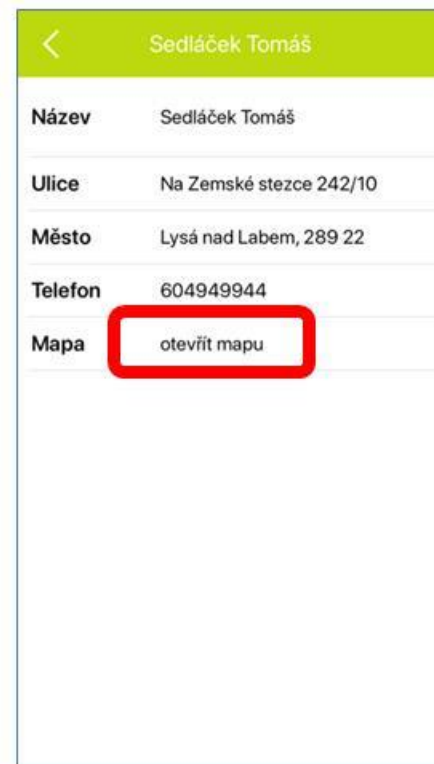 Sedláček Tomáš
Název Sedláček Tomáš
Ulice Na Zemské stezce 242/10
Město Lysá nad Labem, 289 22
Telefon 604949944
Mapa otevřít mapu